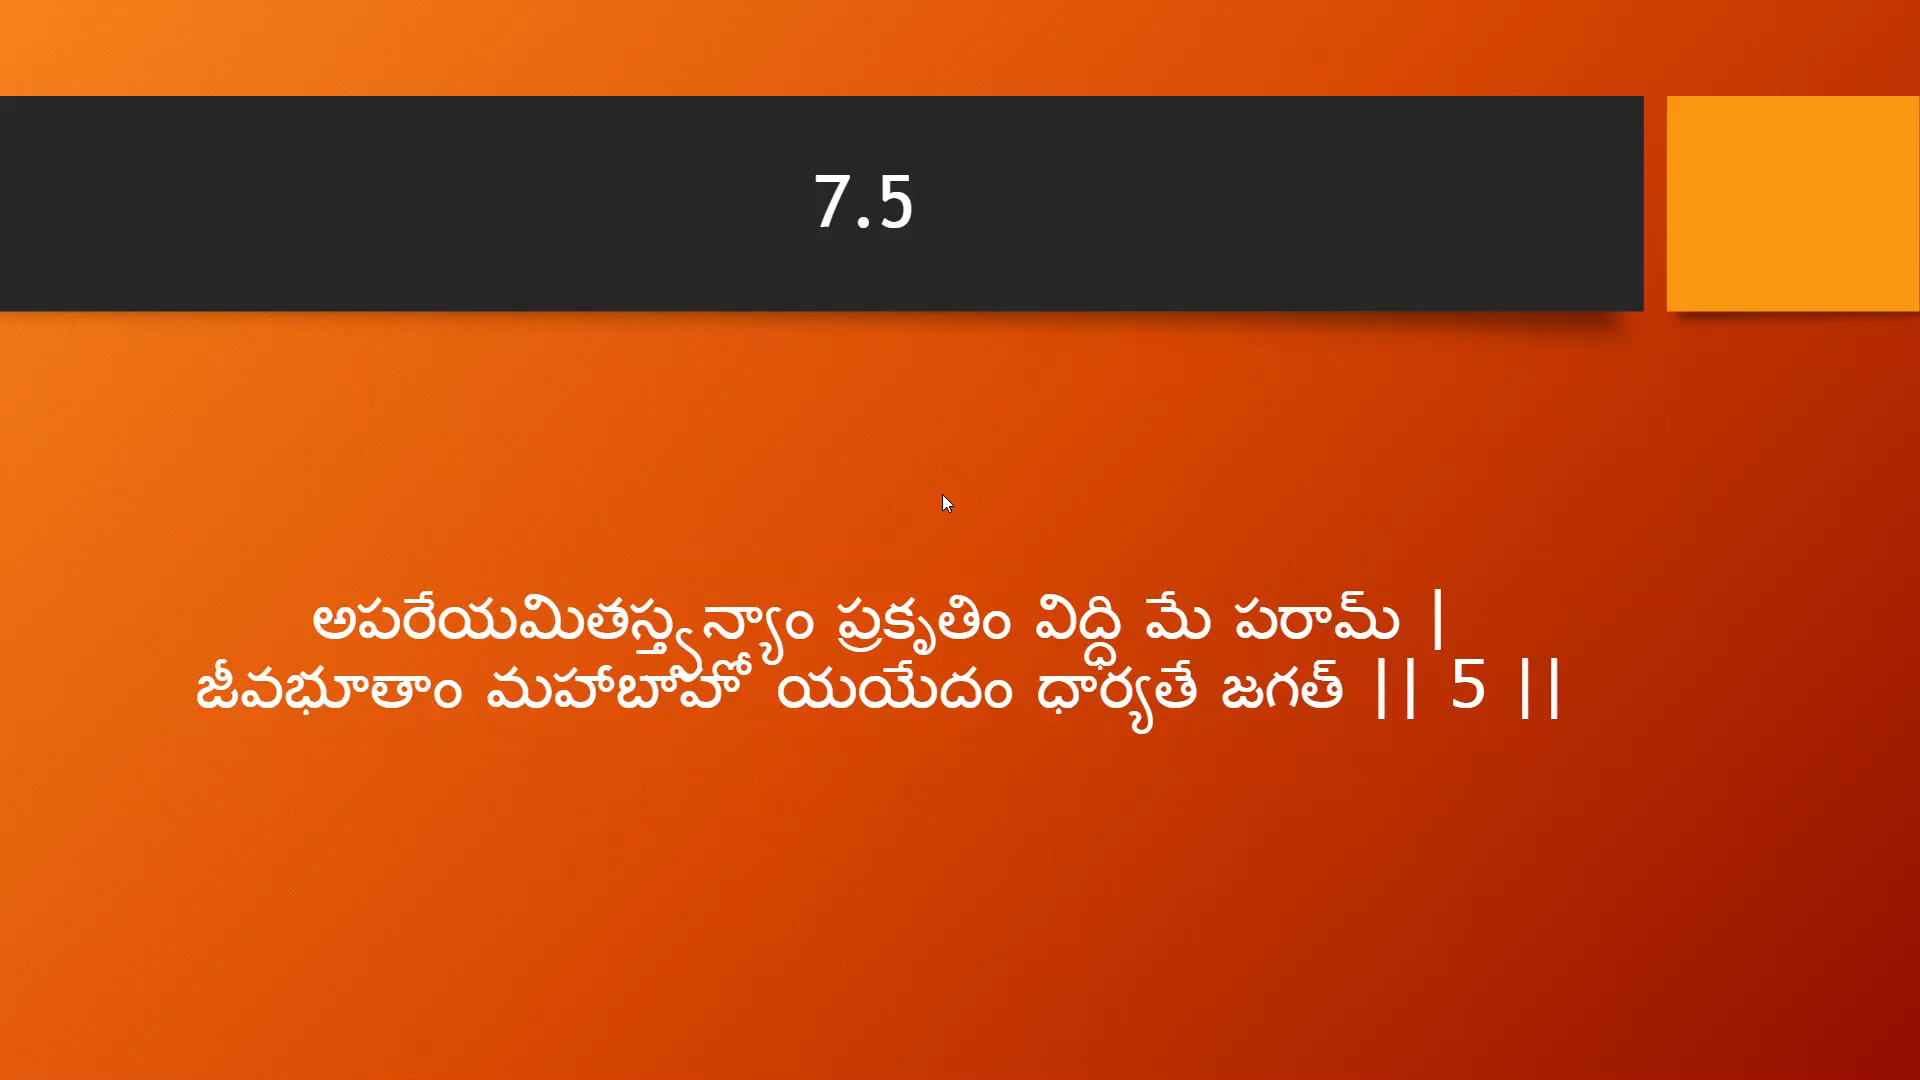 7.5
అపరేయమితస్త్వన్యాం ప్రకృతిం విద్ధి మే పరామ్ |
జీవభూతాం మహాబాహో యయేదం ధార్యతే జగత్ || 5 ||